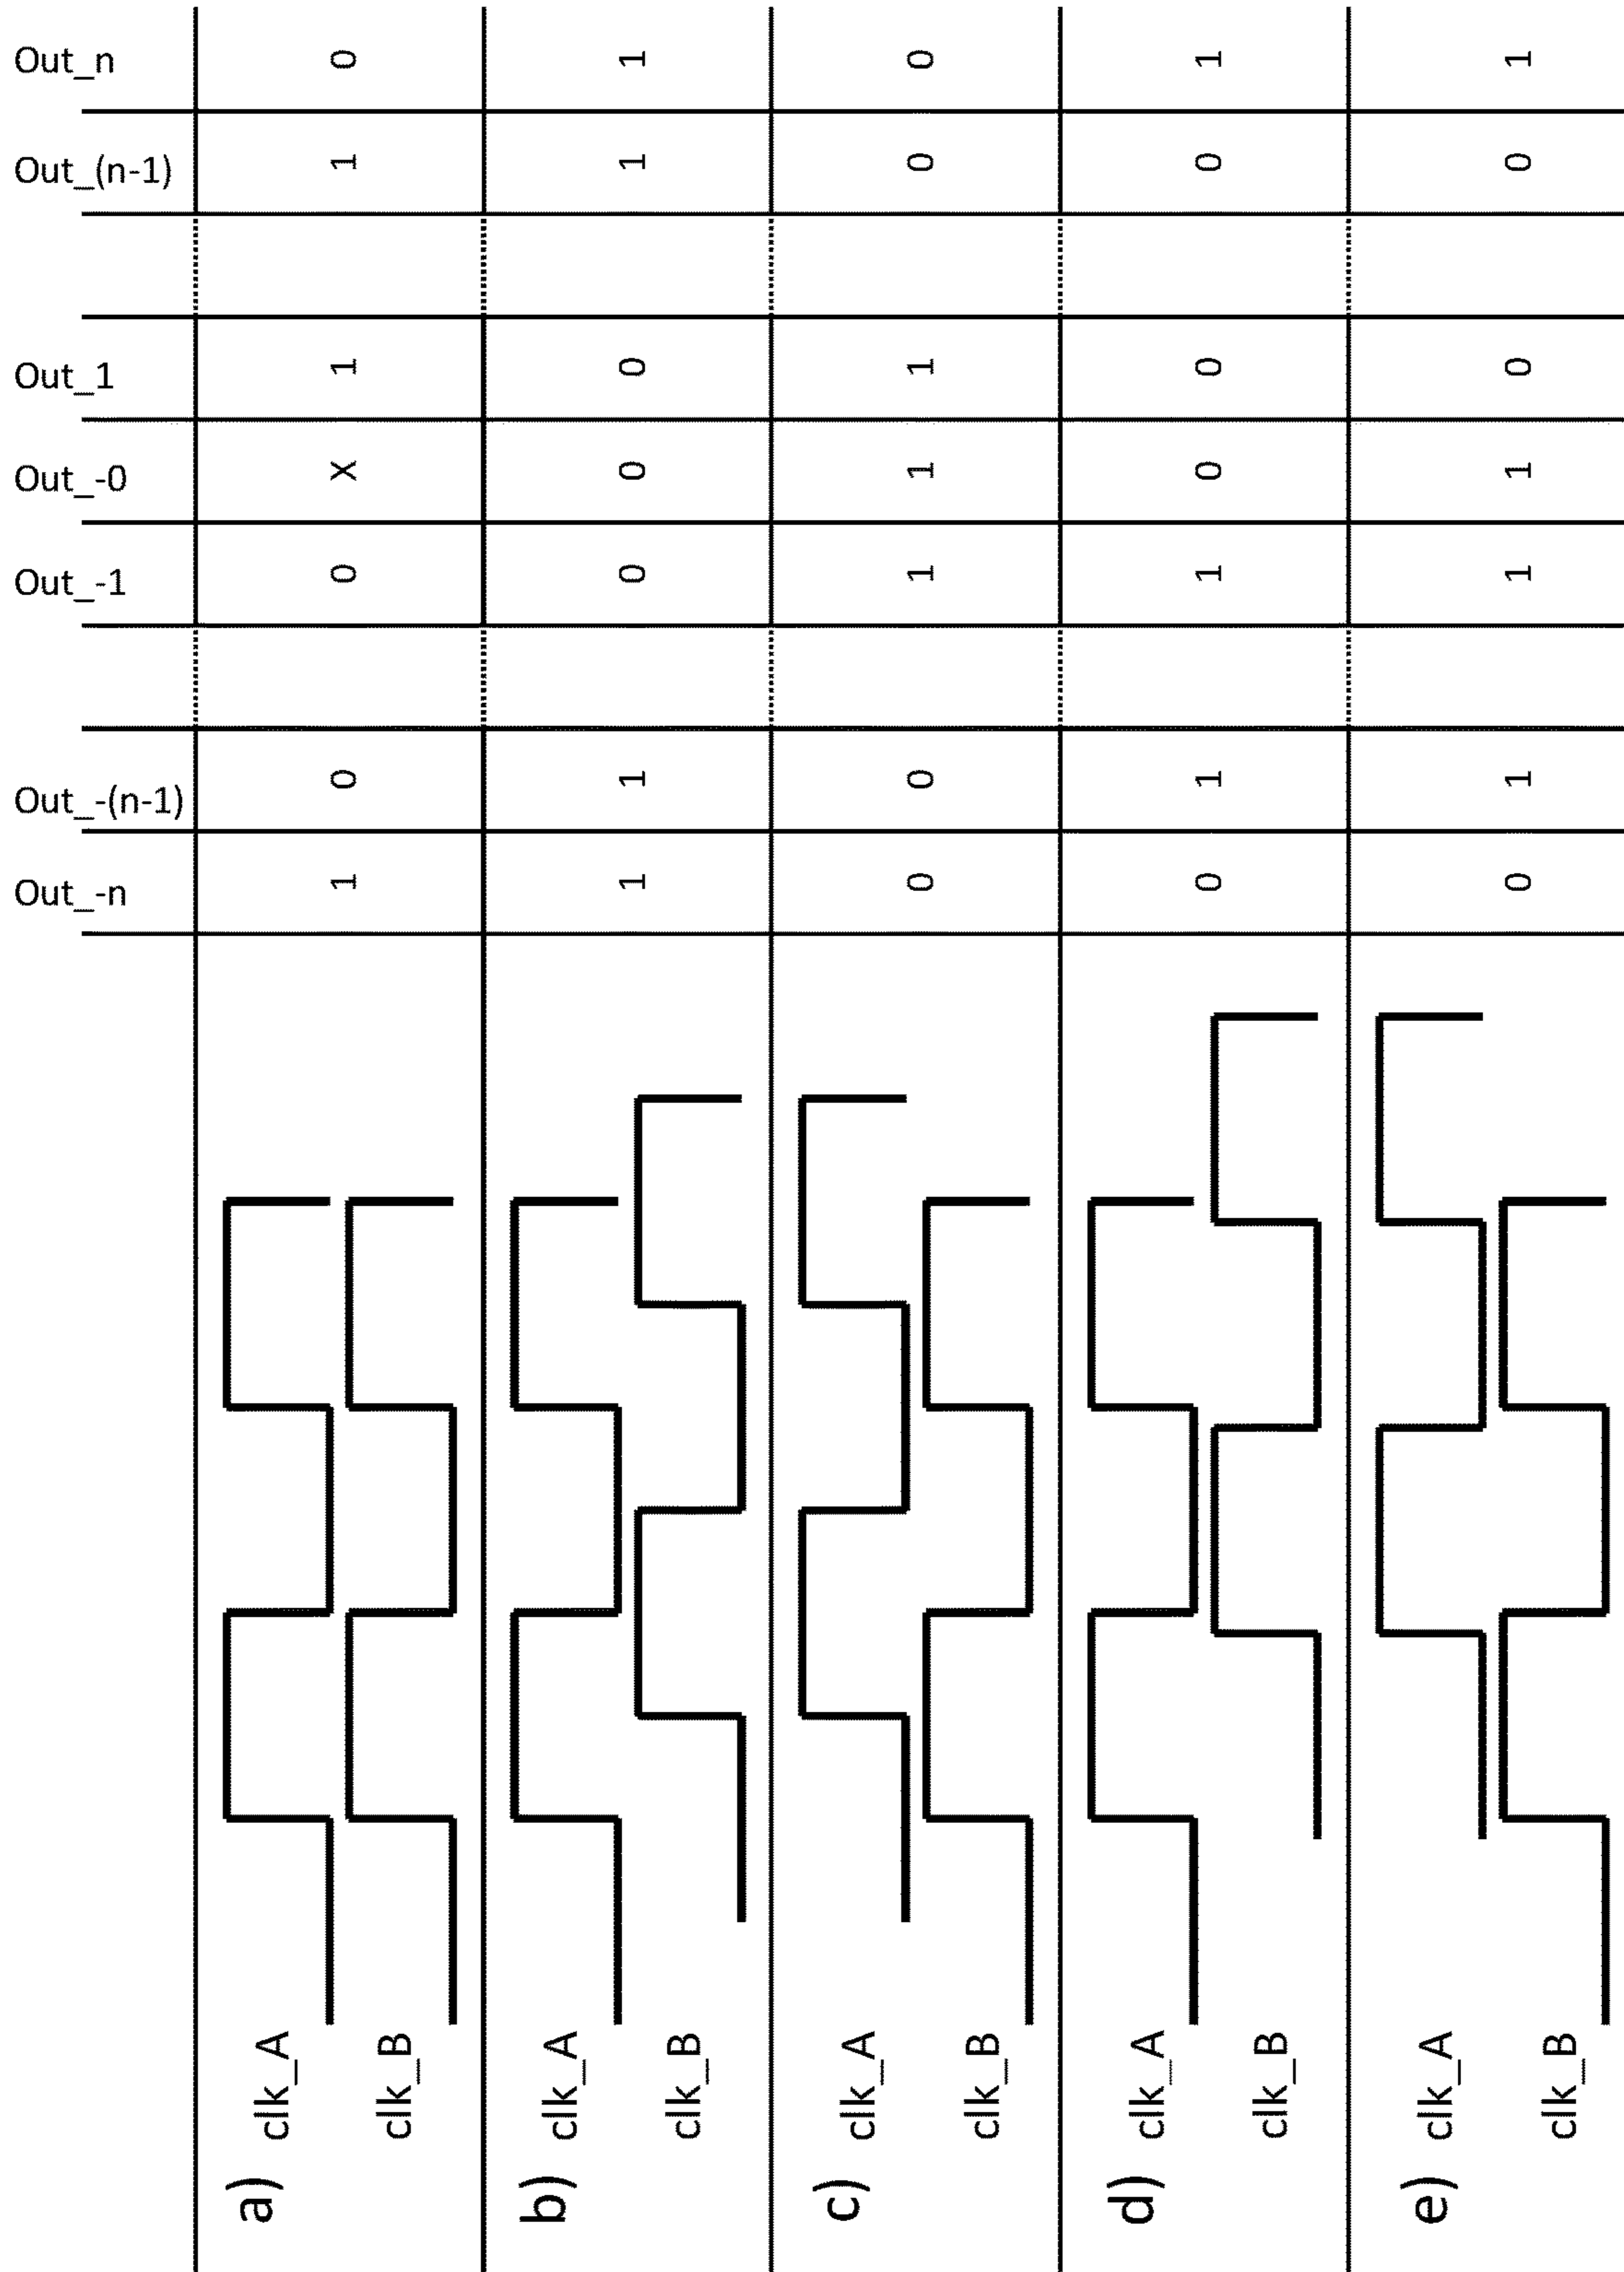 Out_-n Out_-(n-1) Out_-1 Out_-0 Out_1 Out_(n-1) Out_n
a) clk_A 1 0 0 X 1 1 0
clk_B
b) clk_A 1 1 0 0 0 1 1
clk_B
c) clk_A 0 0 1 1 1 0 0
clk_B
d) clk_A 0 1 1 0 0 0 1
clk_B
e) clk_A 0 1 1 1 0 0 1
clk_B